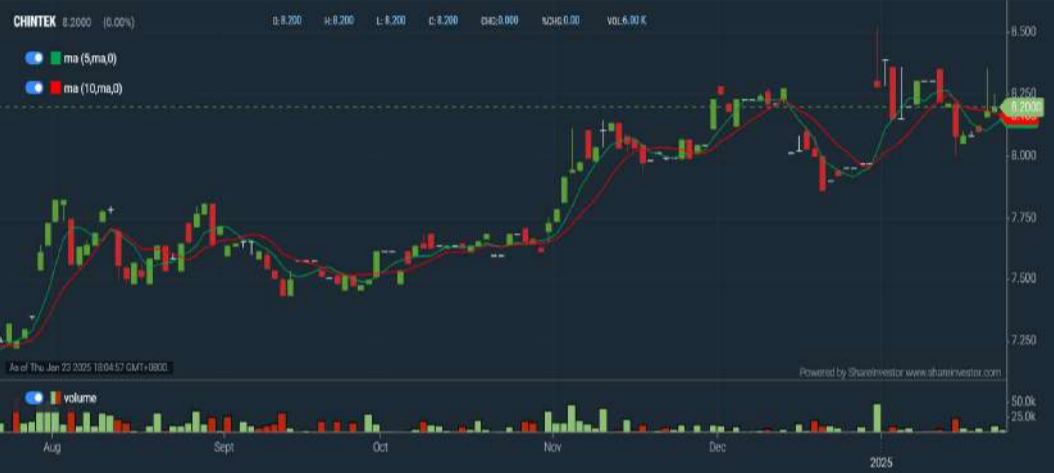 CHINTEK 8.2000 (0.00%) O: 8.200 H: 8.200 L: 8.200 C: 8.200 CHG:0.000 %CHG:0.00 VOL:6.00 K
ma (5,ma,0)
ma (10,ma,0)
8.500
8.250
8.2000
8.000
7.750
7.500
7.250
As of Thu Jan 23 2025 18:04:57 GMT+0800.
Powered by ShareInvestor www.shareinvestor.com
volume
50.0k
25.0k
Aug Sept Oct Nov Dec
2025